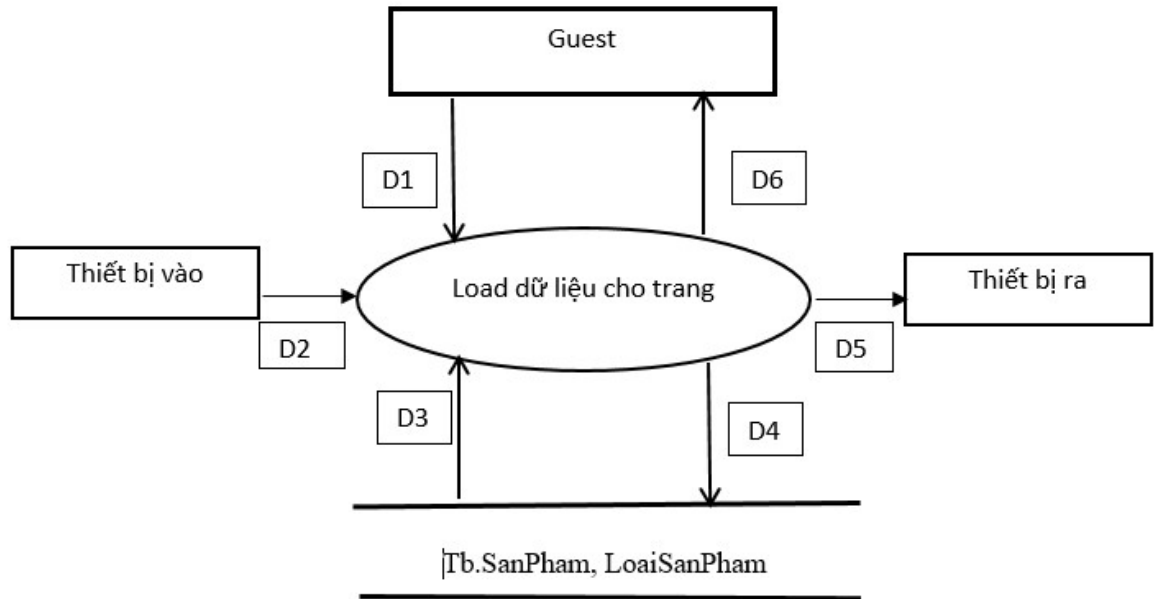 Guest
D1
D6
Thiết bị vào
Load dữ liệu cho trang
Thiết bị ra
D2
D5
D3
D4
Tb.SanPham, LoaiSanPham